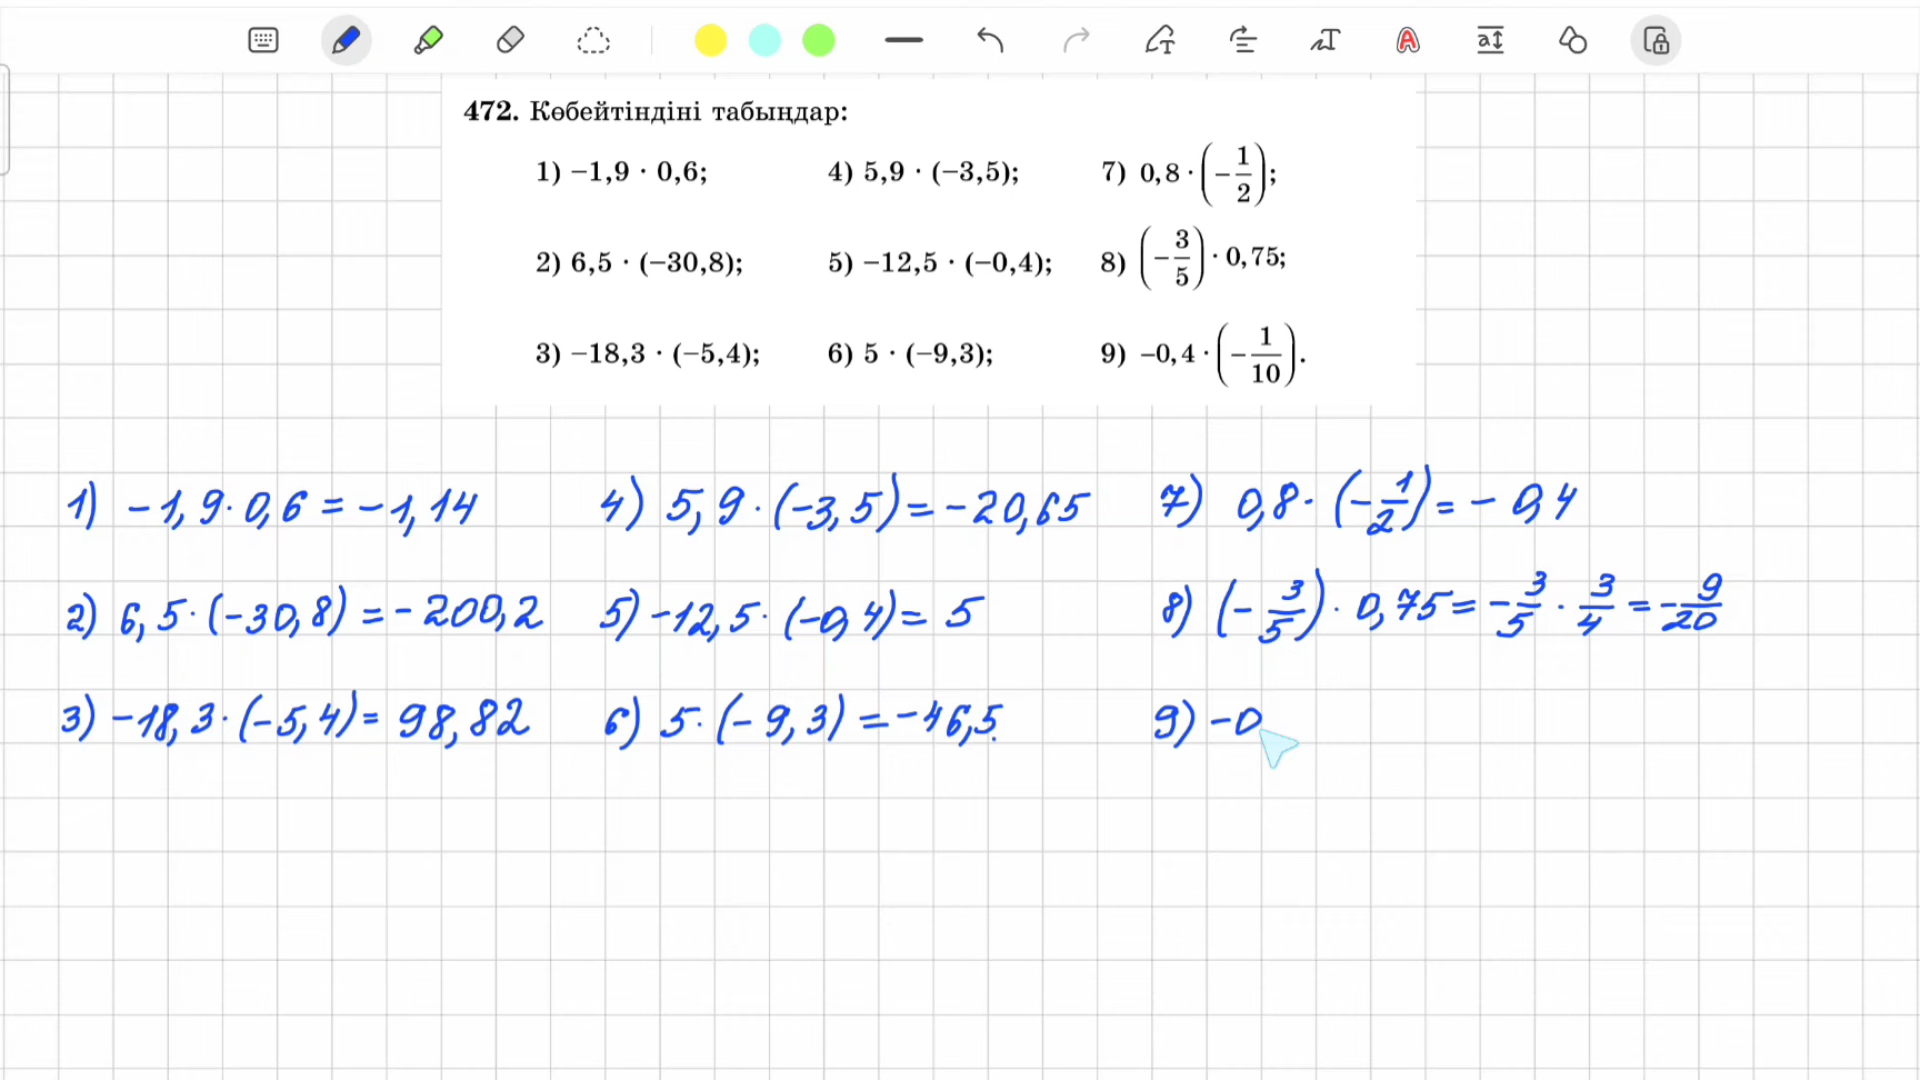 472. Көбейтіндіні табыңдар:
1) −1,9 · 0,6;
4) 5,9 · (−3,5);
7) 0,8 · (−1/2);
2) 6,5 · (−30,8);
5) −12,5 · (−0,4);
8) (−3/5) · 0,75;
3) −18,3 · (−5,4);
6) 5 · (−9,3);
9) −0,4 · (−1/10).
1) −1,9 · 0,6 = −1,14
4) 5,9 · (−3,5) = −20,65
7) 0,8 · (−1/2) = − 0,4
2) 6,5 · (−30,8) = −200,2
5) −12,5 · (−0,4) = 5
8) (−3/5) · 0,75 = −3/5 · 3/4 = −9/20
3) −18,3 · (−5,4) = 98,82
6) 5 · (−9,3) = −46,5.
9) −0